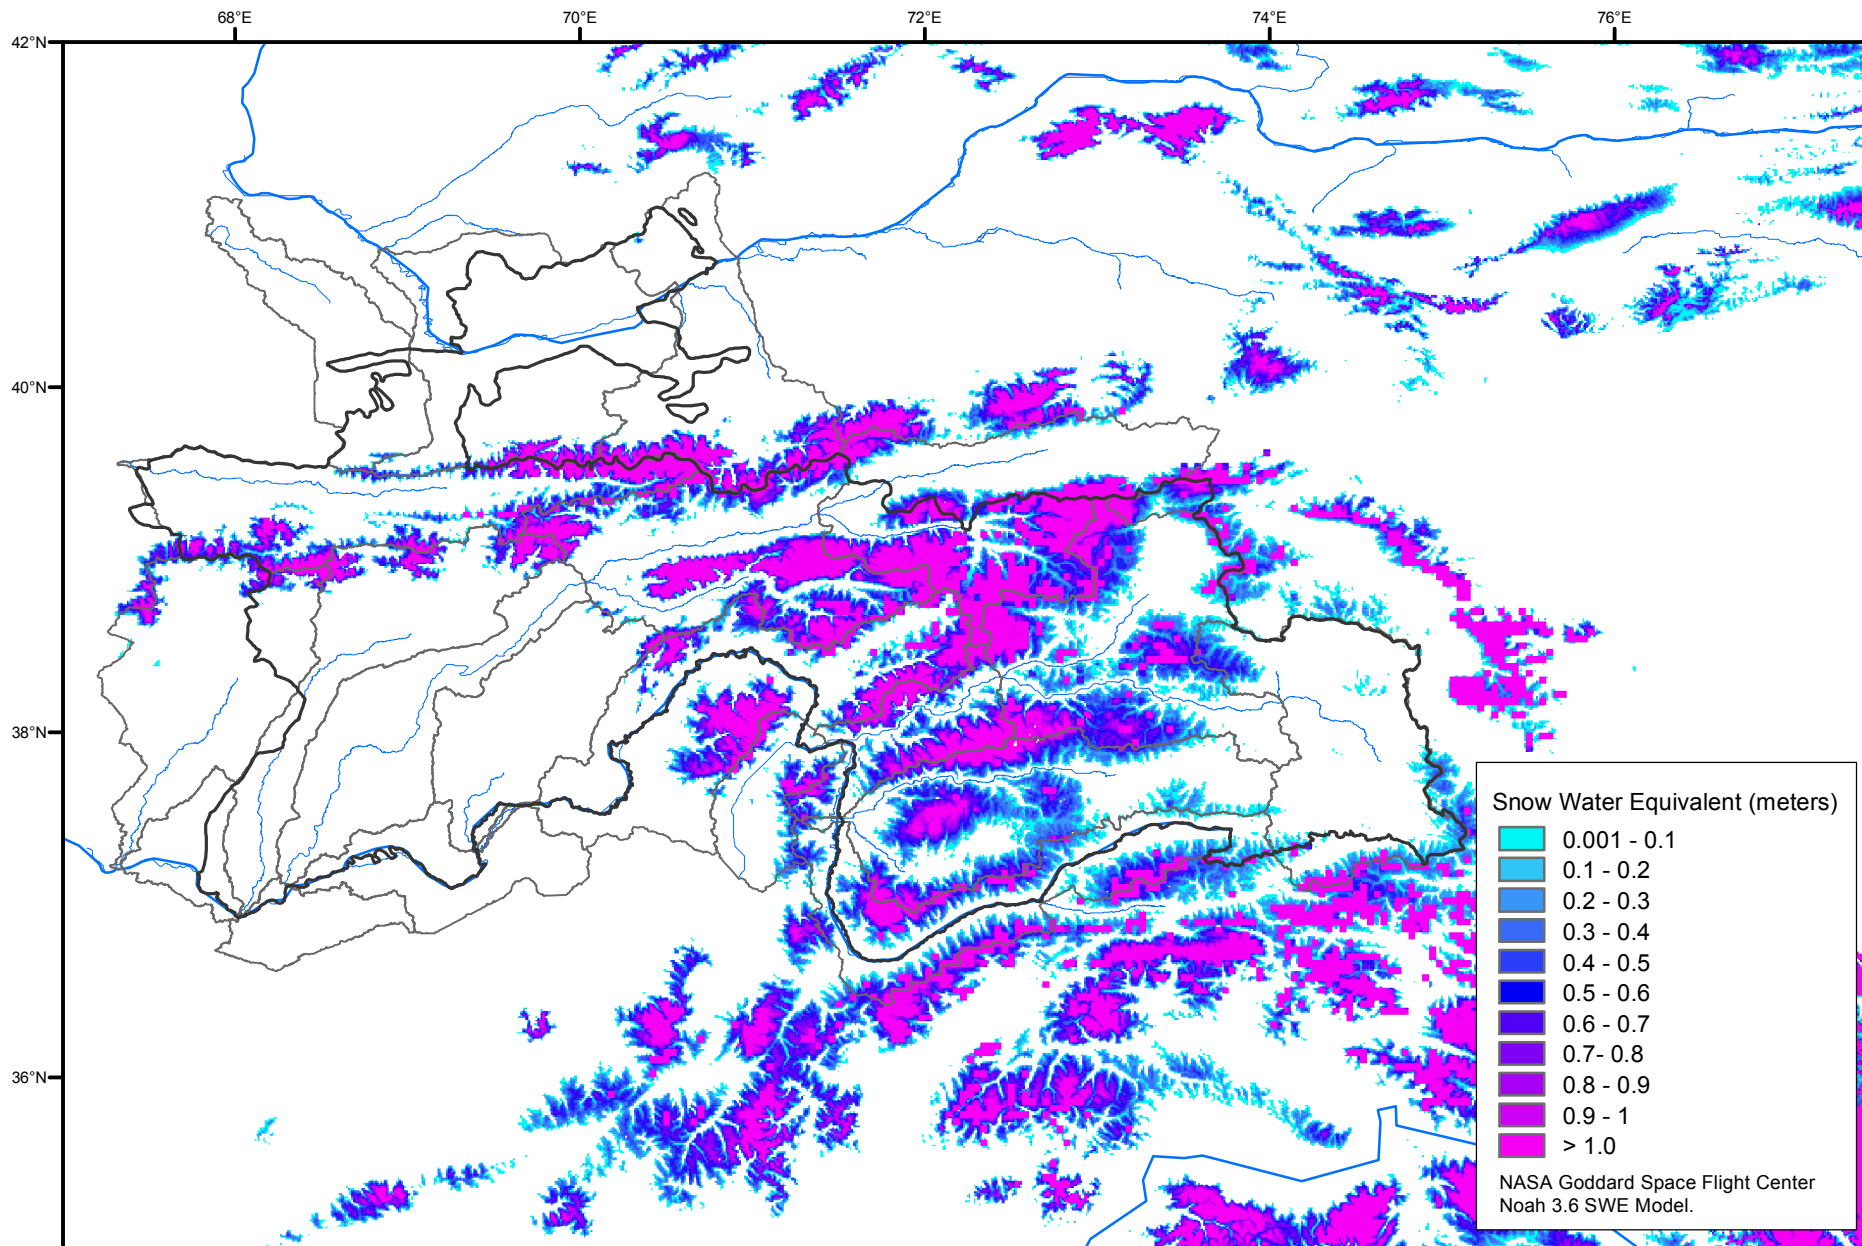 68°E
70°E
72°E
74°E
76°E
42°N
40°N
38°N
36°N
Snow Water Equivalent (meters)
0.001 - 0.1
0.1 - 0.2
0.2 - 0.3
0.3 - 0.4
0.4 - 0.5
0.5 - 0.6
0.6 - 0.7
0.7- 0.8
0.8 - 0.9
0.9 - 1
> 1.0
NASA Goddard Space Flight Center
Noah 3.6 SWE Model.